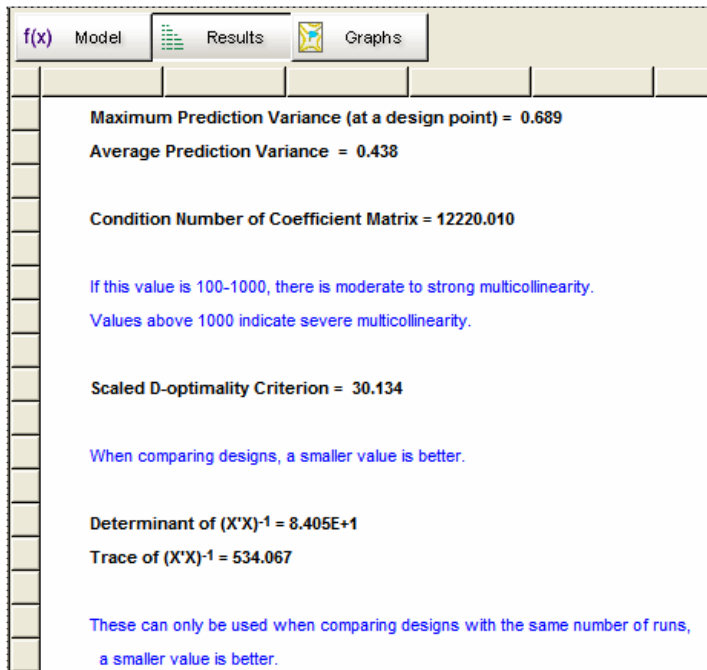 f(x) Model Results Graphs
Maximum Prediction Variance (at a design point) = 0.689
Average Prediction Variance = 0.438
Condition Number of Coefficient Matrix = 12220.010
If this value is 100-1000, there is moderate to strong multicollinearity.
Values above 1000 indicate severe multicollinearity.
Scaled D-optimality Criterion = 30.134
When comparing designs, a smaller value is better.
Determinant of (X'X)-1 = 8.405E+1
Trace of (X'X)-1 = 534.067
These can only be used when comparing designs with the same number of runs,
a smaller value is better.